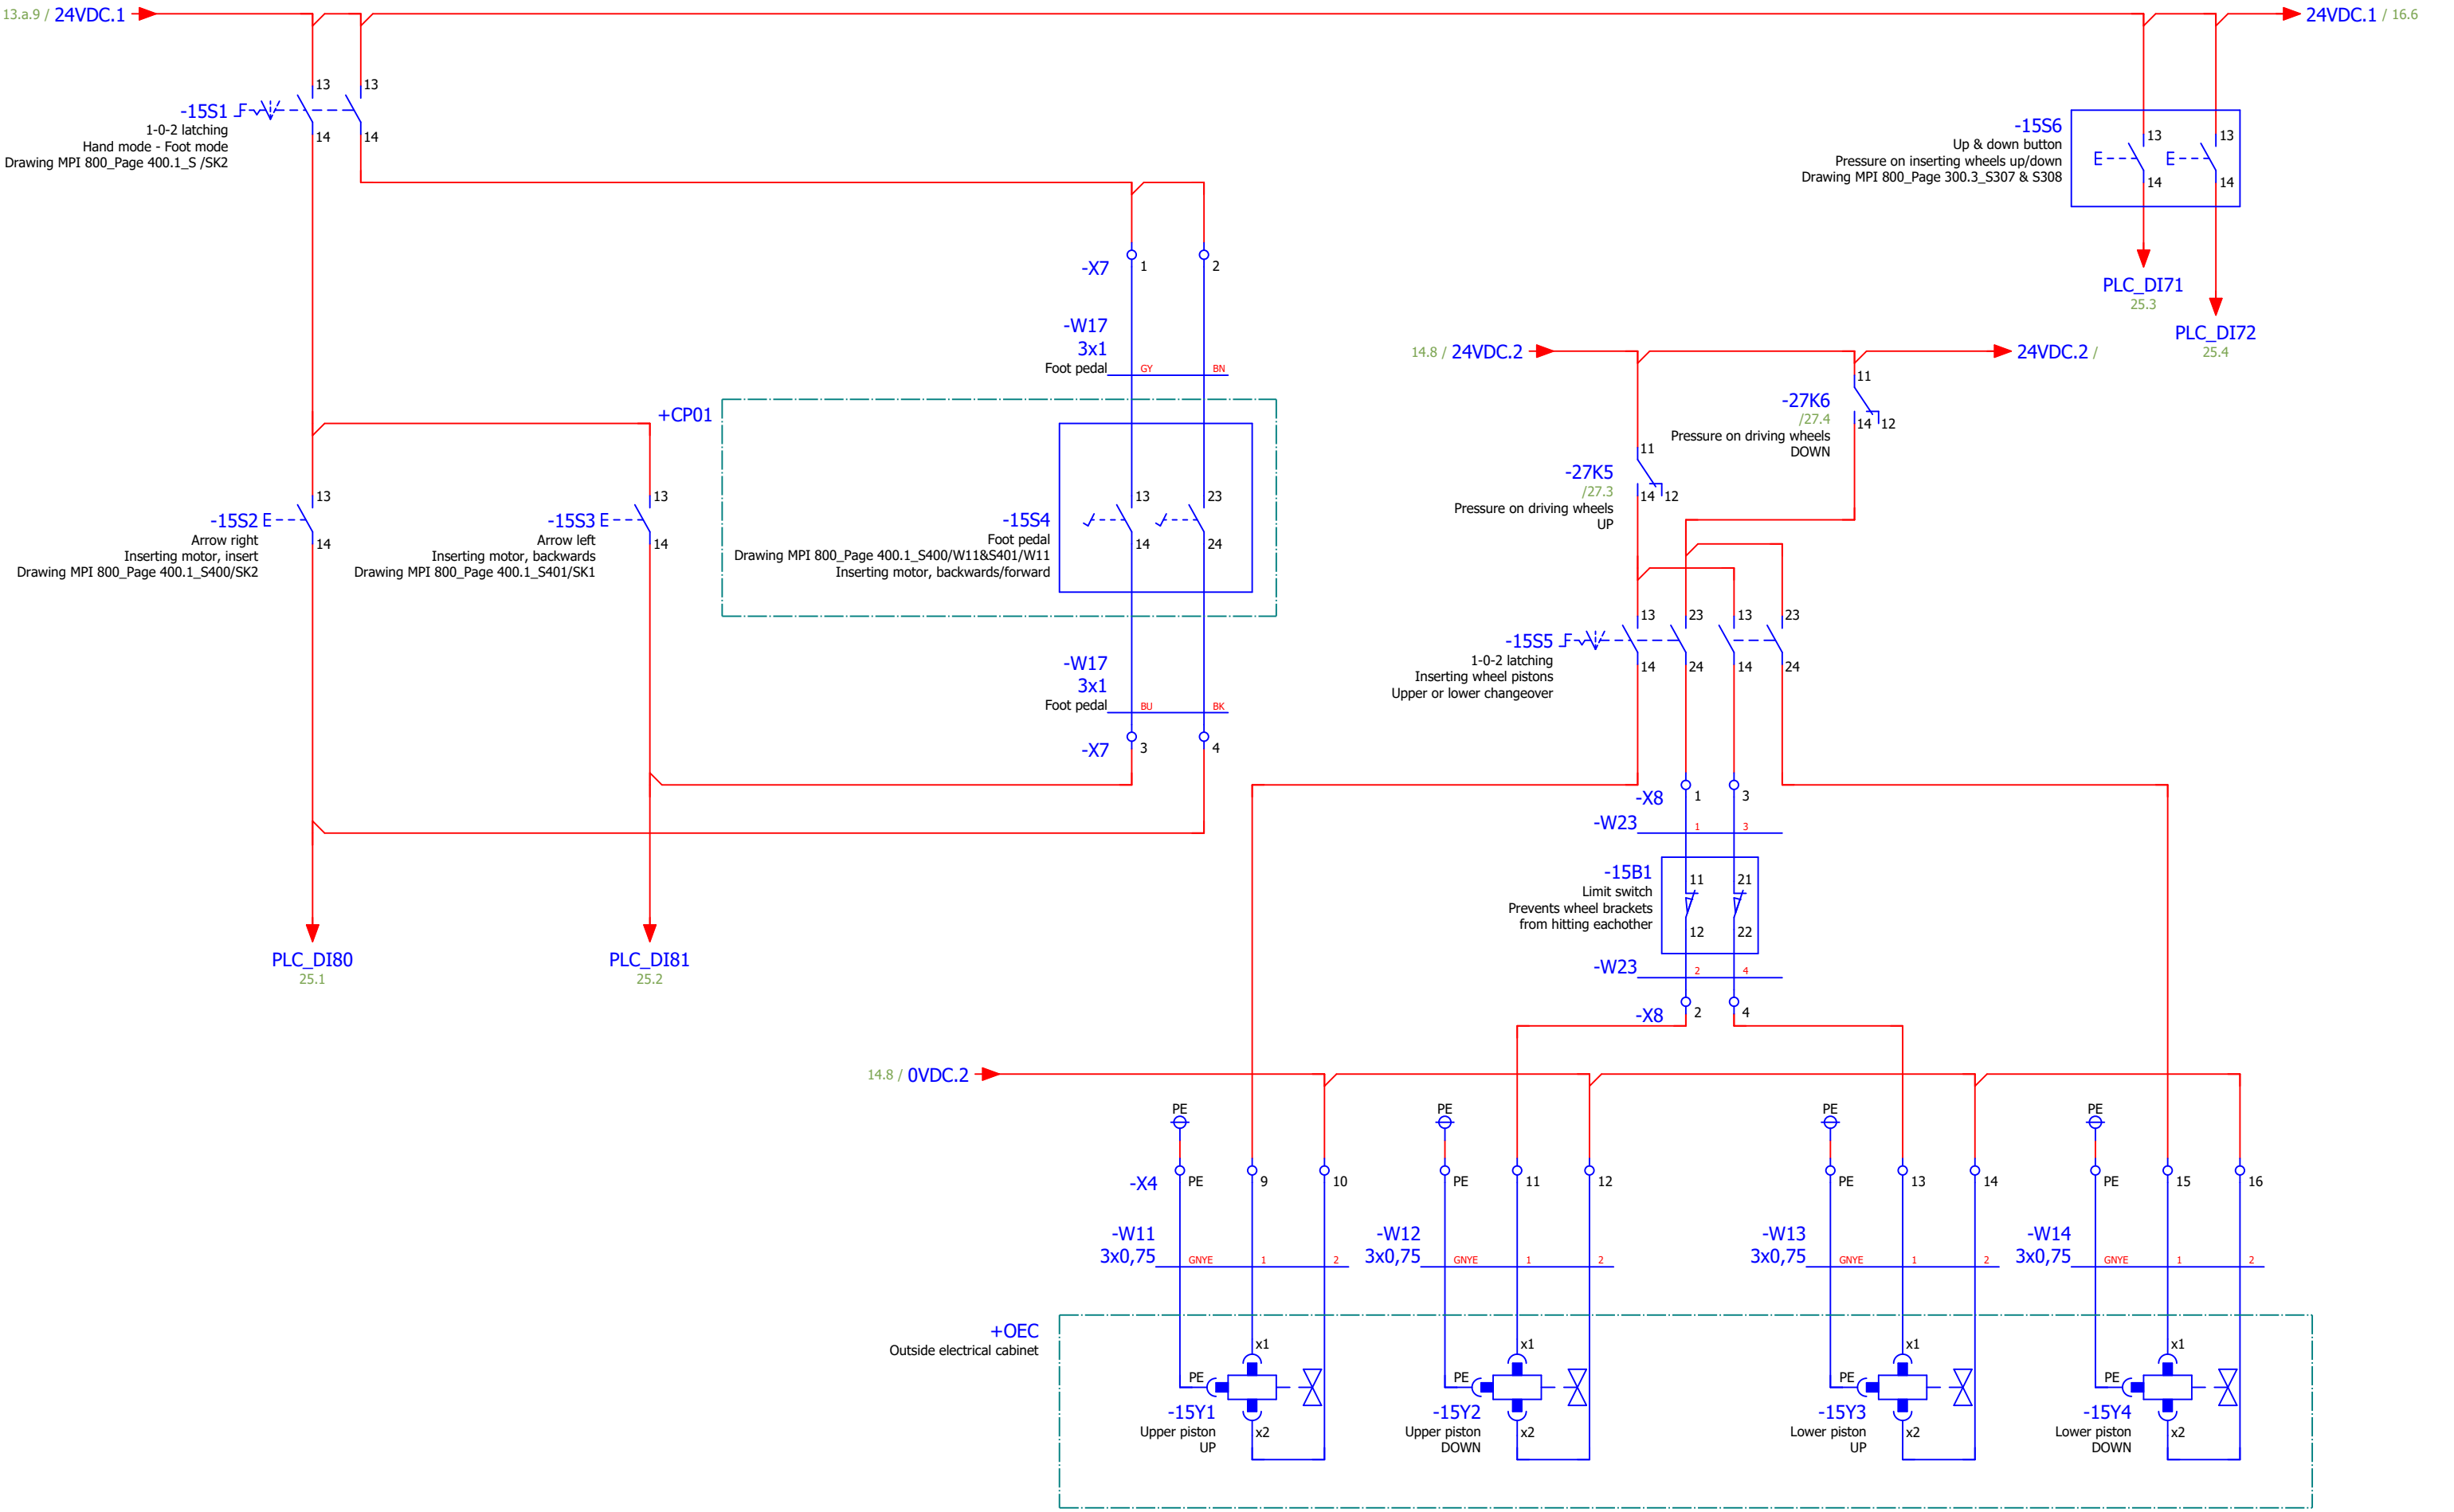 13.a.9 / 24VDC.1
24VDC.1 / 16.6
13
13
-15S1
14
14
1-0-2 latching
Hand mode - Foot mode
Drawing MPI 800_Page 400.1_S /SK2
-15S6
Up & down button
Pressure on inserting wheels up/down
Drawing MPI 800_Page 300.3_S307 & S308
13
13
E
E
14
14
PLC_DI71
25.3
PLC_DI72
25.4
-X7
1
2
-W17
3x1
Foot pedal
GY
BN
14.8 / 24VDC.2
24VDC.2 /
11
-27K6
/27.4
14
12
Pressure on driving wheels
DOWN
11
-27K5
/27.3
14
12
Pressure on driving wheels
UP
+CP01
13
-15S2
E
14
Arrow right
Inserting motor, insert
Drawing MPI 800_Page 400.1_S400/SK2
13
-15S3
E
14
Arrow left
Inserting motor, backwards
Drawing MPI 800_Page 400.1_S401/SK1
13
23
-15S4
14
24
Foot pedal
Drawing MPI 800_Page 400.1_S400/W11&S401/W11
Inserting motor, backwards/forward
13
23
13
23
-15S5
14
24
14
24
1-0-2 latching
Inserting wheel pistons
Upper or lower changeover
-W17
3x1
Foot pedal
BU
BK
-X7
3
4
-X8
1
3
-W23
1
3
-15B1
Limit switch
Prevents wheel brackets
from hitting eachother
11
21
12
22
-W23
2
4
-X8
2
4
PLC_DI80
25.1
PLC_DI81
25.2
14.8 / 0VDC.2
PE
PE
PE
PE
-X4
PE
9
10
PE
11
12
PE
13
14
PE
15
16
-W11
3x0,75
GNYE
1
2
-W12
3x0,75
GNYE
1
2
-W13
3x0,75
GNYE
1
2
-W14
3x0,75
GNYE
1
2
+OEC
Outside electrical cabinet
x1
PE
-15Y1
x2
Upper piston
UP
x1
PE
-15Y2
x2
Upper piston
DOWN
x1
PE
-15Y3
x2
Lower piston
UP
x1
PE
-15Y4
x2
Lower piston
DOWN